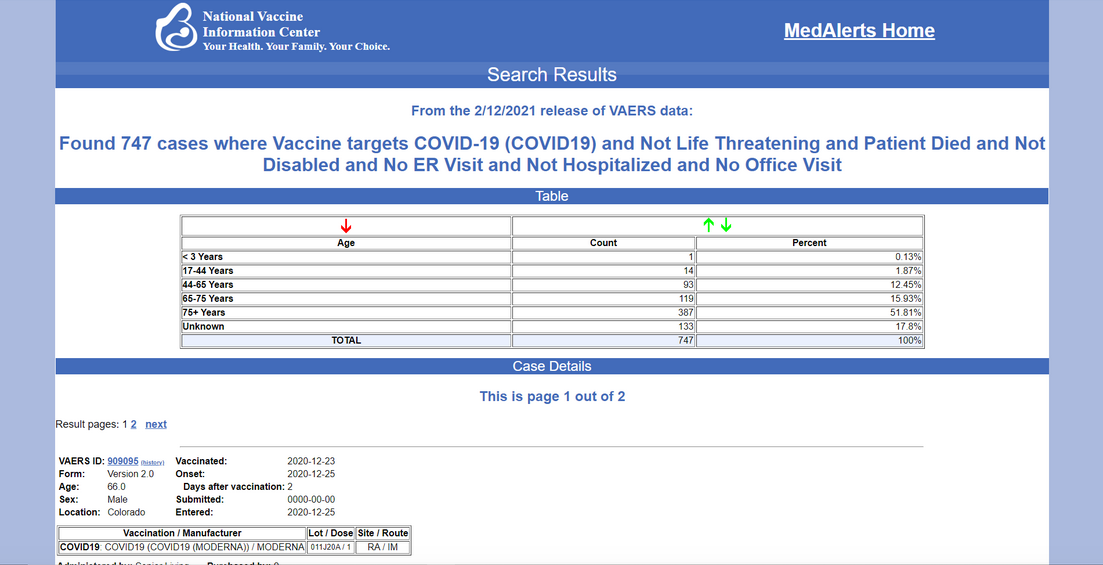 National Vaccine
Information Center
Your Health. Your Family. Your Choice.
MedAlerts Home
Search Results
From the 2/12/2021 release of VAERS data:
Found 747 cases where Vaccine targets COVID-19 (COVID19) and Not Life Threatening and Patient Died and Not
Disabled and No ER Visit and Not Hospitalized and No Office Visit
Table
Age Count Percent
< 3 Years 1 0.13%
17-44 Years 14 1.87%
44-65 Years 93 12.45%
65-75 Years 119 15.93%
75+ Years 387 51.81%
Unknown 133 17.8%
TOTAL 747 100%
Case Details
This is page 1 out of 2
Result pages: 1 2 next
VAERS ID: 909095 (history) Vaccinated: 2020-12-23
Form: Version 2.0 Onset: 2020-12-25
Age: 66.0 Days after vaccination: 2
Sex: Male Submitted: 0000-00-00
Location: Colorado Entered: 2020-12-25
Vaccination / Manufacturer Lot / Dose Site / Route
COVID19: COVID19 (COVID19 (MODERNA)) / MODERNA 011J20A / 1 RA / IM
Administered by: Senior Living Purchased by: ?